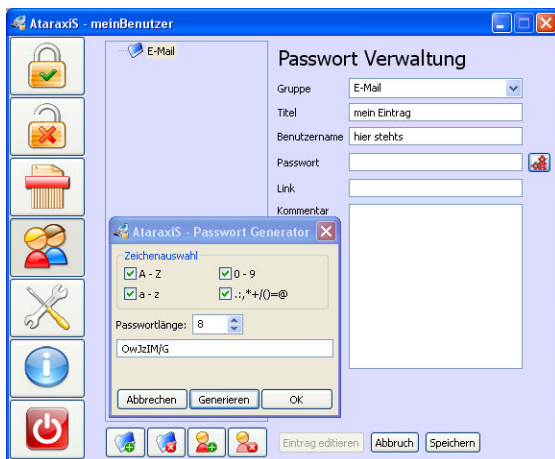 AtaraxiS - meinBenutzer
E-Mail
Passwort Verwaltung
Gruppe E-Mail
Titel mein Eintrag
Benutzername hier stehts
Passwort
Link
Kommentar
AtaraxiS - Passwort Generator
Zeichenauswahl
A - Z 0 - 9
a - z .:,*+/()=@
Passwortlänge: 8
OwJzIM/G
Abbrechen Generieren OK
Eintrag editieren Abbruch Speichern